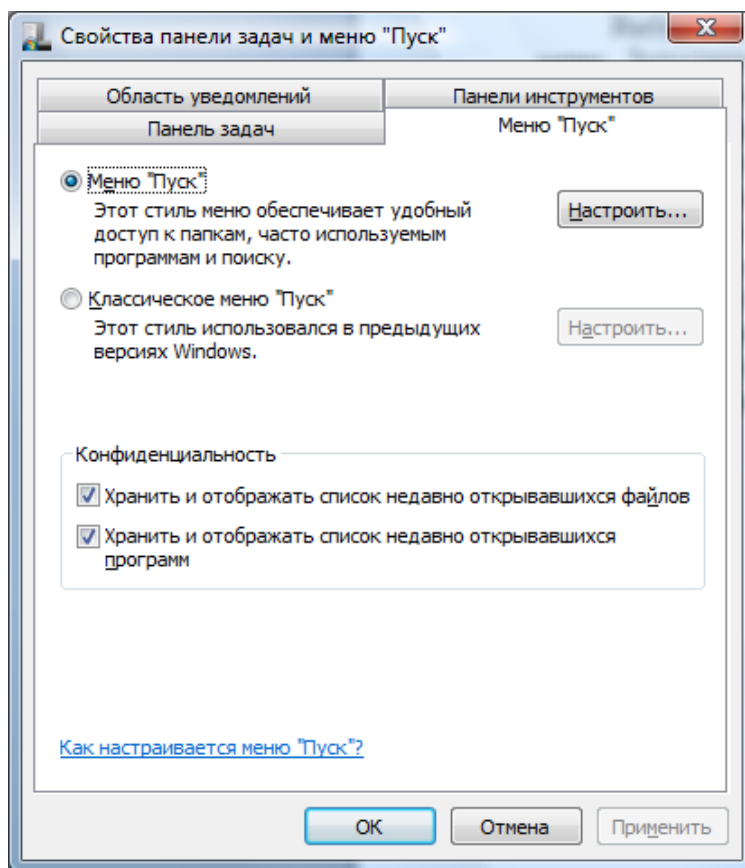 Свойства панели задач и меню "Пуск"
Область уведомлений
Панели инструментов
Панель задач
Меню "Пуск"
Меню "Пуск"
Этот стиль меню обеспечивает удобный
доступ к папкам, часто используемым
программам и поиску.
Настроить...
Классическое меню "Пуск"
Этот стиль использовался в предыдущих
версиях Windows.
Настроить...
Конфиденциальность
Хранить и отображать список недавно открывавшихся файлов
Хранить и отображать список недавно открывавшихся
программ
Как настраивается меню "Пуск"?
ОК
Отмена
Применить